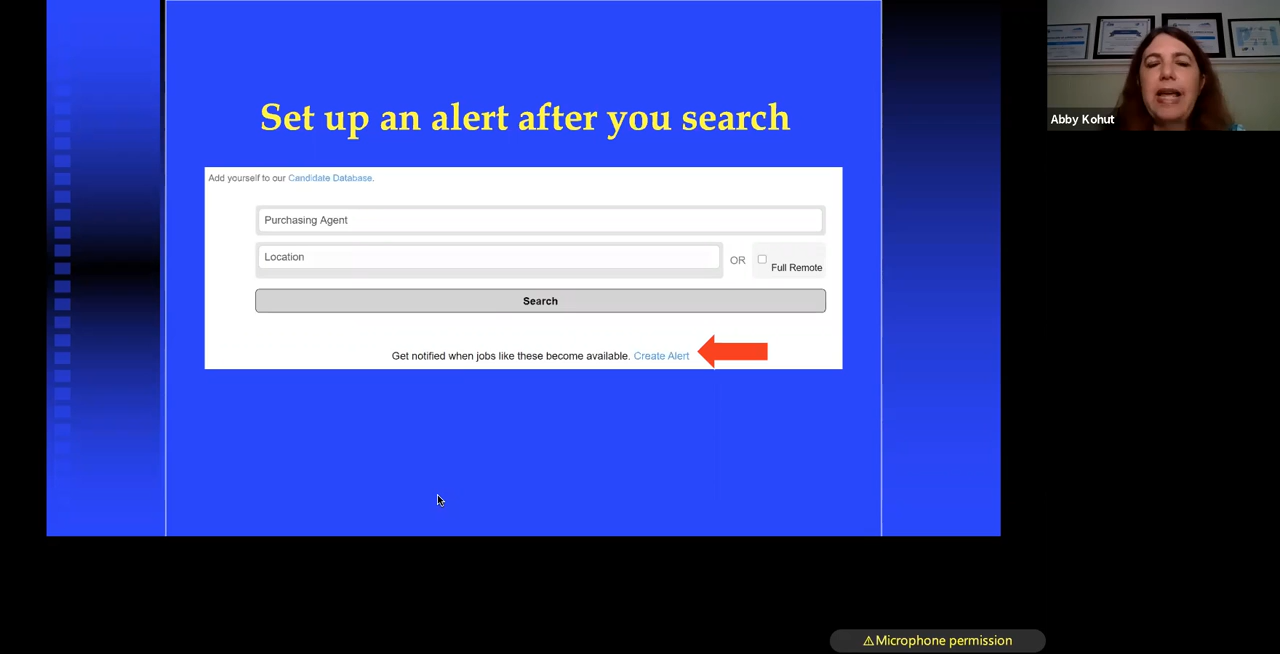 Set up an alert after you search
Add yourself to our Candidate Database.
Purchasing Agent
Location
OR
Full Remote
Search
Get notified when jobs like these become available. Create Alert
Abby Kohut
⚠Microphone permission